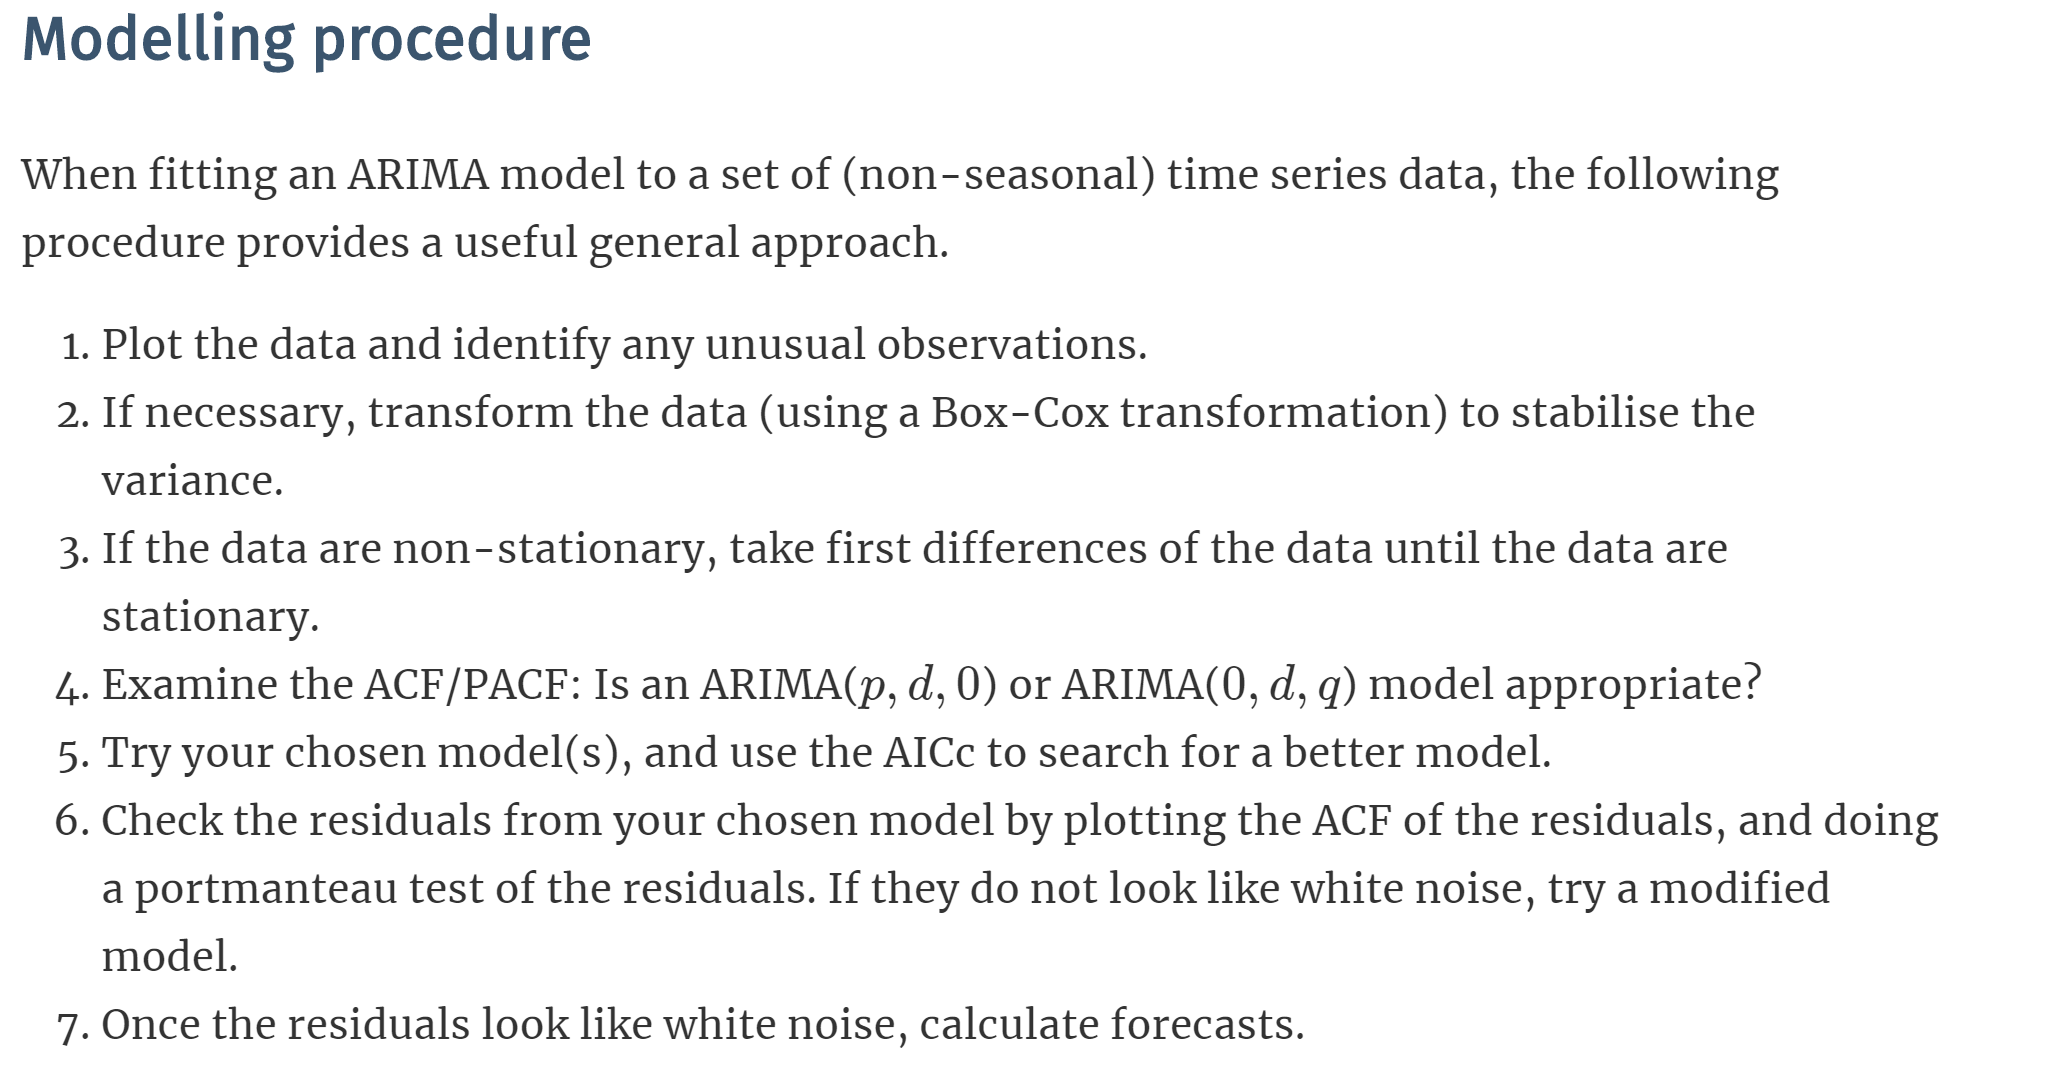 Modelling procedure
When fitting an ARIMA model to a set of (non-seasonal) time series data, the following
procedure provides a useful general approach.
1. Plot the data and identify any unusual observations.
2. If necessary, transform the data (using a Box-Cox transformation) to stabilise the
variance.
3. If the data are non-stationary, take first differences of the data until the data are
stationary.
4. Examine the ACF/PACF: Is an ARIMA(p, d, 0) or ARIMA(0, d, q) model appropriate?
5. Try your chosen model(s), and use the AICc to search for a better model.
6. Check the residuals from your chosen model by plotting the ACF of the residuals, and doing
a portmanteau test of the residuals. If they do not look like white noise, try a modified
model.
7. Once the residuals look like white noise, calculate forecasts.